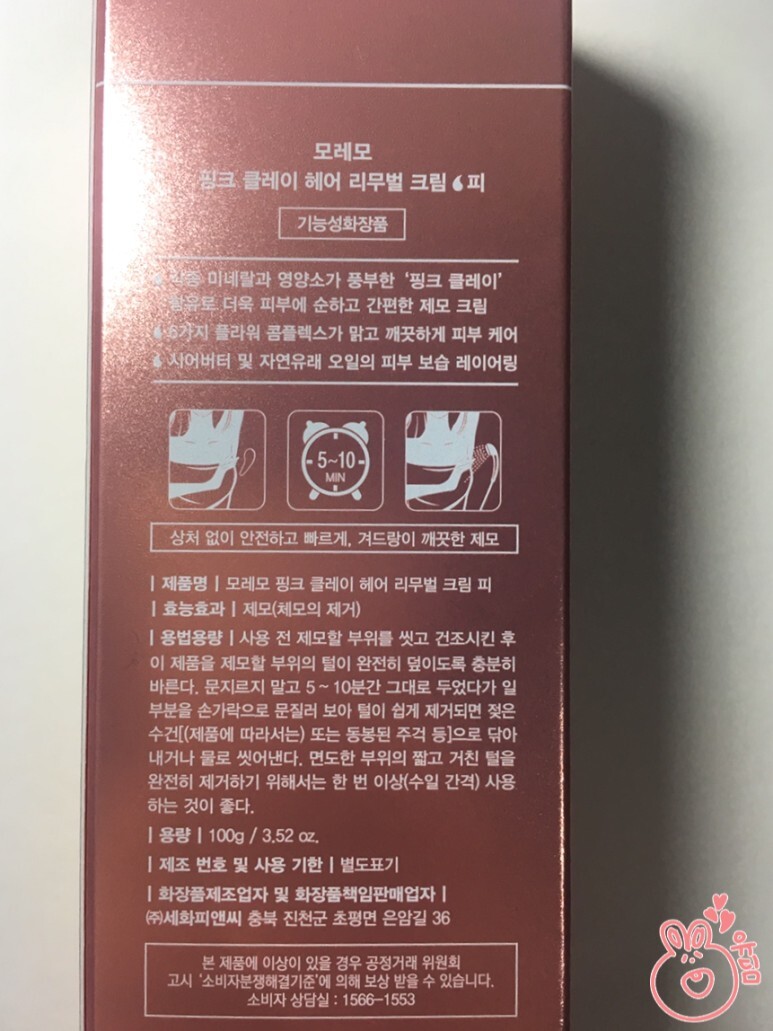 모레모
핑크 클레이 헤어 리무벌 크림 피
기능성화장품
각종 미네랄과 영양소가 풍부한 ‘핑크 클레이’
함유로 더욱 피부에 순하고 간편한 제모 크림
6가지 플라워 콤플렉스가 맑고 깨끗하게 피부 케어
시어버터 및 자연유래 오일의 피부 보습 레이어링
5~10
MIN
상처 없이 안전하고 빠르게, 겨드랑이 깨끗한 제모
| 제품명 | 모레모 핑크 클레이 헤어 리무벌 크림 피
| 효능효과 | 제모(체모의 제거)
| 용법용량 | 사용 전 제모할 부위를 씻고 건조시킨 후
이 제품을 제모할 부위의 털이 완전히 덮이도록 충분히
바른다. 문지르지 말고 5 ~ 10분간 그대로 두었다가 일
부분을 손가락으로 문질러 보아 털이 쉽게 제거되면 젖은
수건[(제품에 따라서는) 또는 동봉된 주걱 등]으로 닦아
내거나 물로 씻어낸다. 면도한 부위의 짧고 거친 털을
완전히 제거하기 위해서는 한 번 이상(수일 간격) 사용
하는 것이 좋다.
| 용량 | 100g / 3.52 oz.
| 제조 번호 및 사용 기한 | 별도표기
| 화장품제조업자 및 화장품책임판매업자 |
㈜세화피앤씨 충북 진천군 초평면 은암길 36
본 제품에 이상이 있을 경우 공정거래 위원회
고시 ‘소비자분쟁해결기준’에 의해 보상 받을 수 있습니다.
소비자 상담실 : 1566-1553
유밈